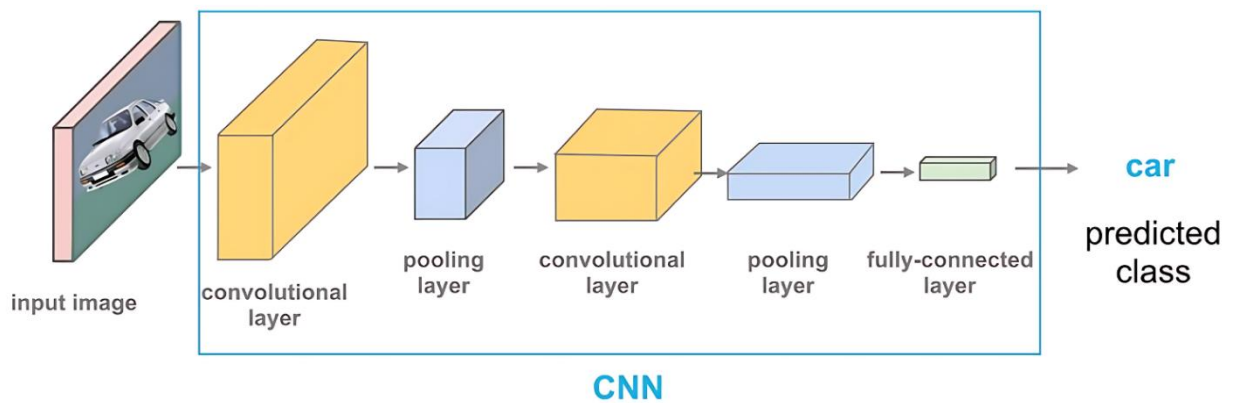 input image
convolutional
layer
pooling
layer
convolutional
layer
pooling
layer
fully-connected
layer
car
predicted
class
CNN